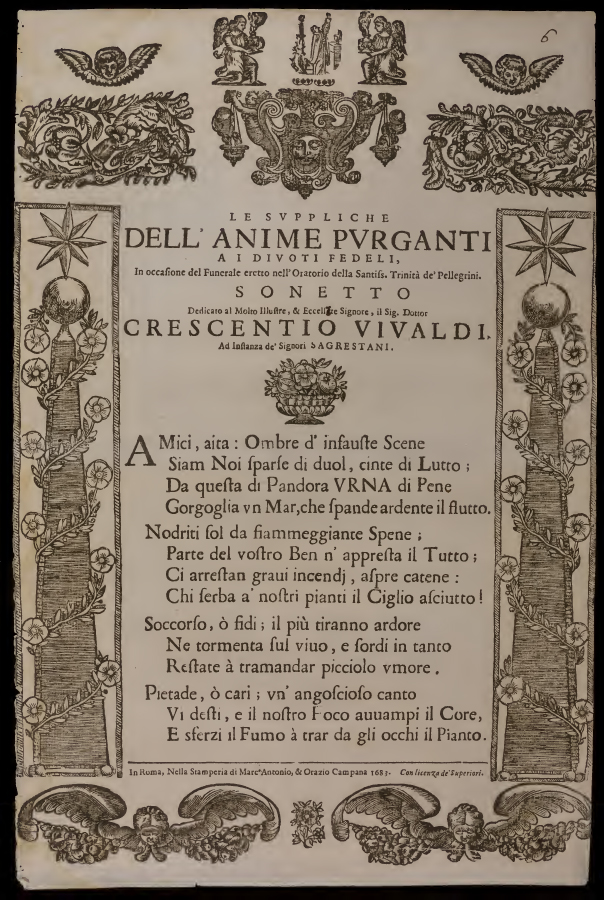 6
LE SVPPLICHE
DELL' ANIME PVRGANTI
A I DIVOTI FEDELI,
In occaſione del Funerale eretto nell' Oratorio della Santiſs. Trinità de' Pellegrini.
SONETTO
Dedicato al Molto Illuſtre, & Eccell Signore, il Sig. Dottor
CRESCENTIO VIVALDI.
Ad Inſtanza de' Signori SAGRESTANI.
AMici, aita : Ombre d' infauſte Scene
Siam Noi ſparſe di duol, cinte di Lutto ;
Da queſta di Pandora VRNA di Pene
Gorgoglia vn Mar, che ſpande ardente il flutto.
Nodriti ſol da fiammeggiante Spene ;
Parte del voſtro Ben n' appreſta il Tutto ;
Ci arreſtan graui incendj, aſpre catene :
Chi ſerba a' noſtri pianti il Ciglio aſciutto !
Soccorſo, ò fidi ; il più tiranno ardore
Ne tormenta ſul viuo, e ſordi in tanto
Reſtate à tramandar picciolo vmore.
Pietade, ò cari ; vn' angoſcioſo canto
Vi deſti, e il noſtro Foco auuampi il Core,
E sferzi il Fumo à trar da gli occhi il Pianto.
In Roma, Nella Stamperia di Marc'Antonio, & Orazio Campana 1683. Con licenza de' Superiori.